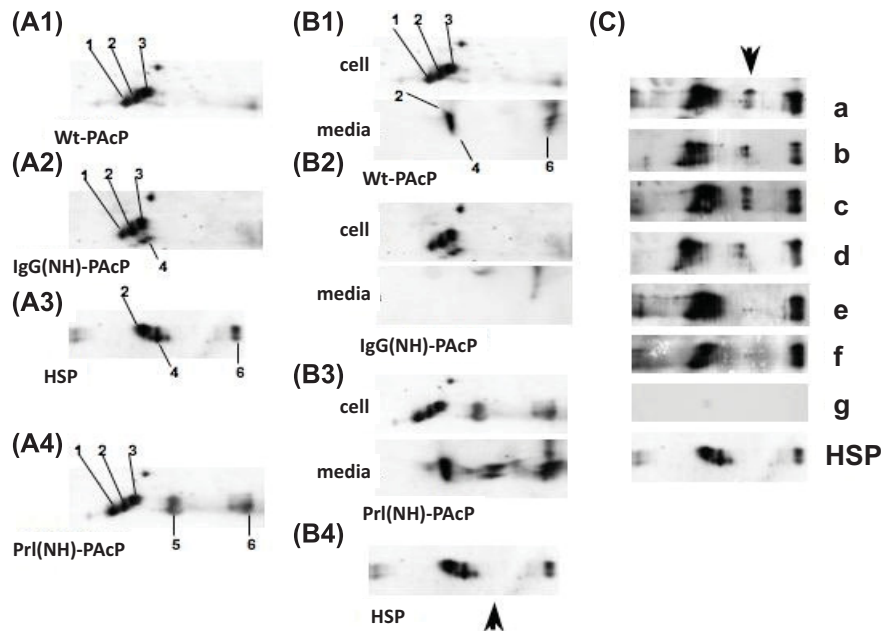 (A1)
1 2 3
Wt-PAcP
(A2)
1 2 3
4
IgG(NH)-PAcP
(A3)
2
4 6
HSP
(A4)
1 2 3
5 6
Prl(NH)-PAcP
(B1)
1 2 3
cell
2
media
4 6
Wt-PAcP
(B2)
cell
media
IgG(NH)-PAcP
(B3)
cell
media
Prl(NH)-PAcP
(B4)
HSP
(C)
a
b
c
d
e
f
g
HSP